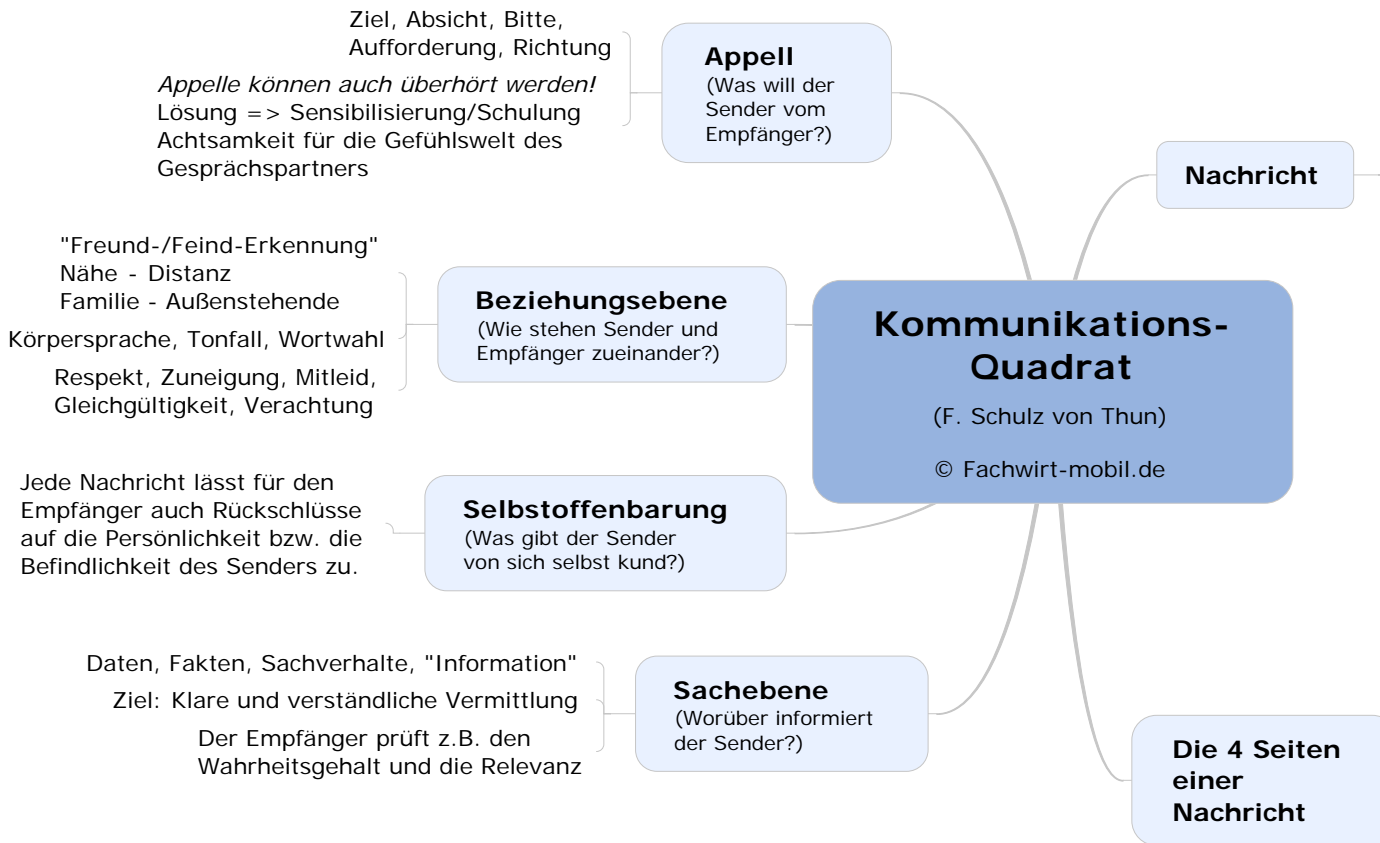 Ziel, Absicht, Bitte,
Aufforderung, Richtung
Appelle können auch überhört werden!
Lösung => Sensibilisierung/Schulung
Achtsamkeit für die Gefühlswelt des
Gesprächspartners
Appell
(Was will der
Sender vom
Empfänger?)
Nachricht
"Freund-/Feind-Erkennung"
Nähe - Distanz
Familie - Außenstehende
Körpersprache, Tonfall, Wortwahl
Respekt, Zuneigung, Mitleid,
Gleichgültigkeit, Verachtung
Beziehungsebene
(Wie stehen Sender und
Empfänger zueinander?)
Kommunikations-
Quadrat
(F. Schulz von Thun)
© Fachwirt-mobil.de
Jede Nachricht lässt für den
Empfänger auch Rückschlüsse
auf die Persönlichkeit bzw. die
Befindlichkeit des Senders zu.
Selbstoffenbarung
(Was gibt der Sender
von sich selbst kund?)
Daten, Fakten, Sachverhalte, "Information"
Ziel: Klare und verständliche Vermittlung
Der Empfänger prüft z.B. den
Wahrheitsgehalt und die Relevanz
Sachebene
(Worüber informiert
der Sender?)
Die 4 Seiten
einer
Nachricht